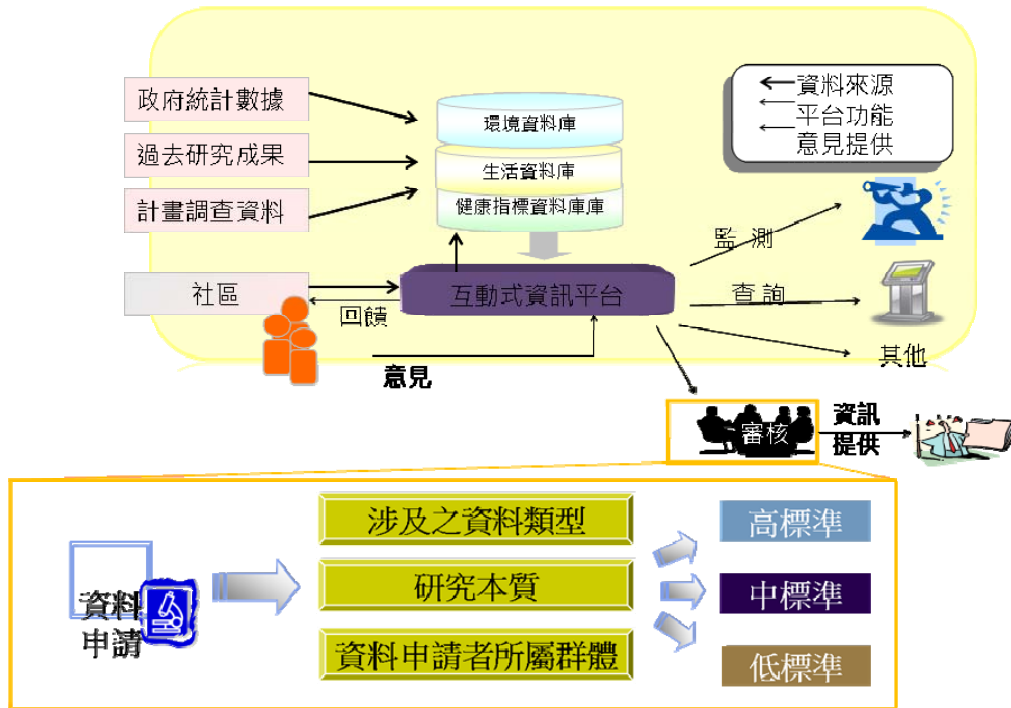 政府統計數據
過去研究成果
計畫調查資料
社區
環境資料庫
生活資料庫
健康指標資料庫庫
互動式資訊平台
資料來源
平台功能
意見提供
監 測
查 詢
其他
回饋
意見
審核
資訊
提供
資料
申請
涉及之資料類型
研究本質
資料申請者所屬群體
高標準
中標準
低標準